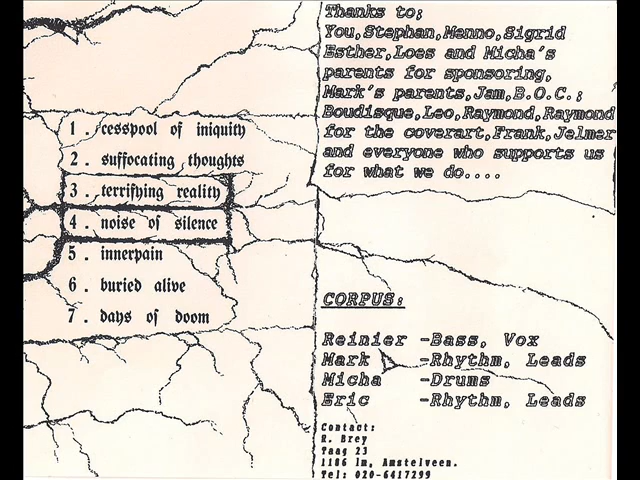 1. cesspool of iniquity
2. suffocating thoughts
3. terrifying reality
4. noise of silence
5. innerpain
6. buried alive
7. days of doom
Thanks to;
You,Stephan,Menno,Sigrid
Esther,Loes and Micha's
parents for sponsoring,
Mark's parents,Jam,B.O.C.;
Boudisque,Leo,Raymond,Raymond
for the coverart,Frank,Jelmer
and everyone who supports us
for what we do....
CORPUS:
Reinier -Bass, Vox
Mark -Rhythm, Leads
Micha -Drums
Eric -Rhythm, Leads
Contact:
R. Brey
Taag 23
1186 lm, Amstelveen.
Tel: 020-6417299